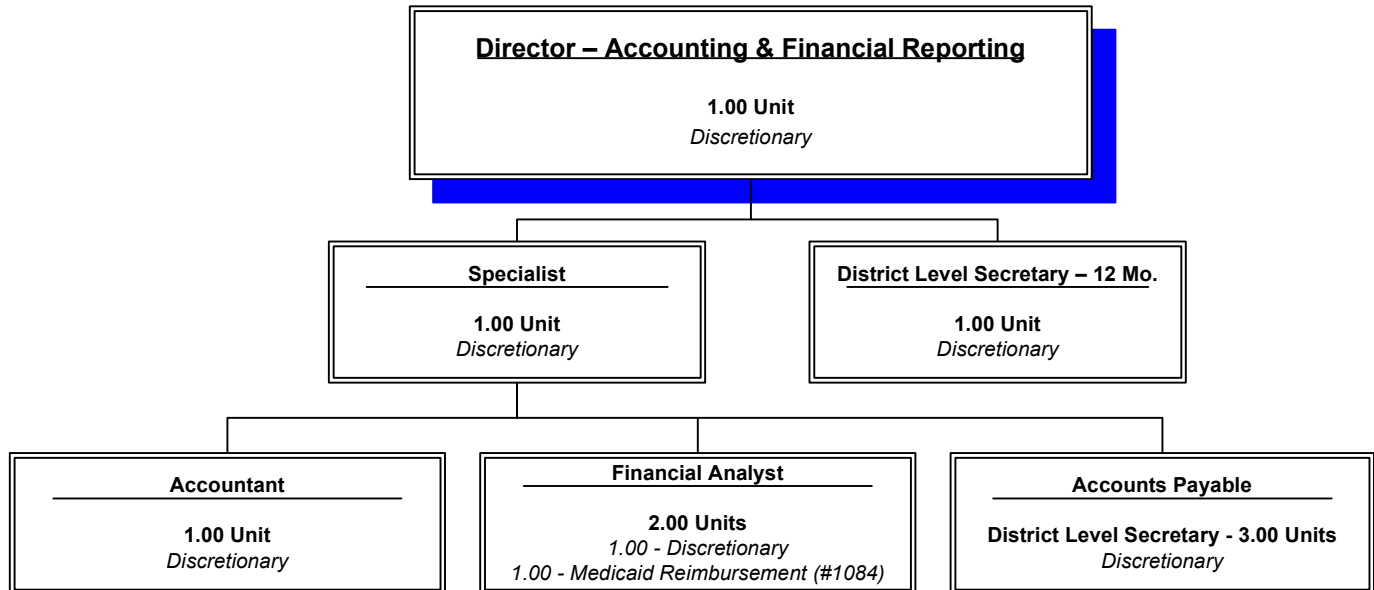 Director – Accounting & Financial Reporting
1.00 Unit
Discretionary
Specialist
1.00 Unit
Discretionary
District Level Secretary – 12 Mo.
1.00 Unit
Discretionary
Accountant
1.00 Unit
Discretionary
Financial Analyst
2.00 Units
1.00 - Discretionary
1.00 - Medicaid Reimbursement (#1084)
Accounts Payable
District Level Secretary - 3.00 Units
Discretionary